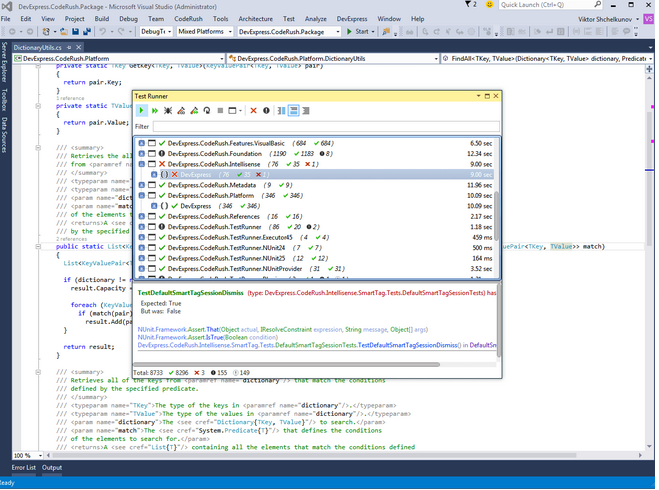 DevExpress.CodeRush.Package - Microsoft Visual Studio (Administrator)
2
Quick Launch (Ctrl+Q)
File Edit View Project Build Debug Team CodeRush Tools Architecture Test Analyze DevExpress Window Help
Viktor Shchelkunov
VS
Debug
Mixed Platforms
DevExpress.CodeRush.Package
Start
Server Explorer
Toolbox
Data Sources
DictionaryUtils.cs
DevExpress.CodeRush.Platform
DevExpress.CodeRush.Platform.DictionaryUtils
FindAll<TKey, TValue>(Dictionary<TKey, TValue> dictionary, Predicate
private static TKey GetKey<TKey, TValue>(KeyValuePair<TKey, TValue> pair)
{
return pair.Key;
}
1 reference
private static TValue
{
return pair.Value;
}
/// <summary>
/// Retrieves the all
/// from <paramref name=
/// </summary>
/// <typeparam name="T
/// <typeparam name="T
/// <param name="dict
/// <param name="match
/// of the elements to
/// <returns>A <see c
/// by the specified
2 references
public static List<Ke
uePair<TKey, TValue>> match)
{
List<KeyValuePair<T
if (dictionary !=
result.Capacity =
foreach (KeyValue
if (match(pair)
result.Add(pa
}
return result;
}
Test Runner
Filter
DevExpress.CodeRush.Features.VisualBasic ( 684 684 ) 6.50 sec
DevExpress.CodeRush.Foundation ( 1190 1183 8 ) 12.34 sec
DevExpress.CodeRush.Intellisense ( 76 35 1 ) 9.00 sec
DevExpress ( 76 35 1 ) 9.00 sec
DevExpress.CodeRush.Metadata ( 9 9 ) 11.96 sec
DevExpress.CodeRush.Platform ( 346 346 ) 10.09 sec
DevExpress ( 346 346 ) 10.09 sec
DevExpress.CodeRush.References ( 16 16 ) 2.17 sec
DevExpress.CodeRush.TestRunner ( 86 20 2 ) 1.18 sec
DevExpress.CodeRush.TestRunner.Executor45 ( 4 4 ) 459 ms
DevExpress.CodeRush.TestRunner.NUnit24 ( 7 7 ) 500 ms
DevExpress.CodeRush.TestRunner.NUnit25 ( 12 12 ) 164 ms
DevExpress.CodeRush.TestRunner.NUnitProvider ( 31 31 ) 3.52 sec
TestDefaultSmartTagSessionDismiss (type: DevExpress.CodeRush.Intellisense.SmartTag.Tests.DefaultSmartTagSessionTests) has
Expected: True
But was: False
NUnit.Framework.Assert.That(Object actual, IResolveConstraint expression, String message, Object[] args)
NUnit.Framework.Assert.IsTrue(Boolean condition)
DevExpress.CodeRush.Intellisense.SmartTag.Tests.DefaultSmartTagSessionTests.TestDefaultSmartTagSessionDismiss() in DefaultSm
Total: 8733 8296 3 155 149
/// <summary>
/// Retrieves all of the keys from <paramref name="dictionary"/> that match the conditions
/// defined by the specified predicate.
/// </summary>
/// <typeparam name="TKey">The type of the keys in <paramref name="dictionary"/>.</typeparam>
/// <typeparam name="TValue">The type of the values in <paramref name="dictionary"/>.</typeparam>
/// <param name="dictionary">The <see cref="Dictionary{TKey, TValue}"/> to search.</param>
/// <param name="match">The <see cref="System.Predicate{T}"/> that defines the conditions
/// of the elements to search for.</param>
/// <returns>A <see cref="List{T}"/> containing all the elements that match the conditions defined
100 %
Error List Output
Ready